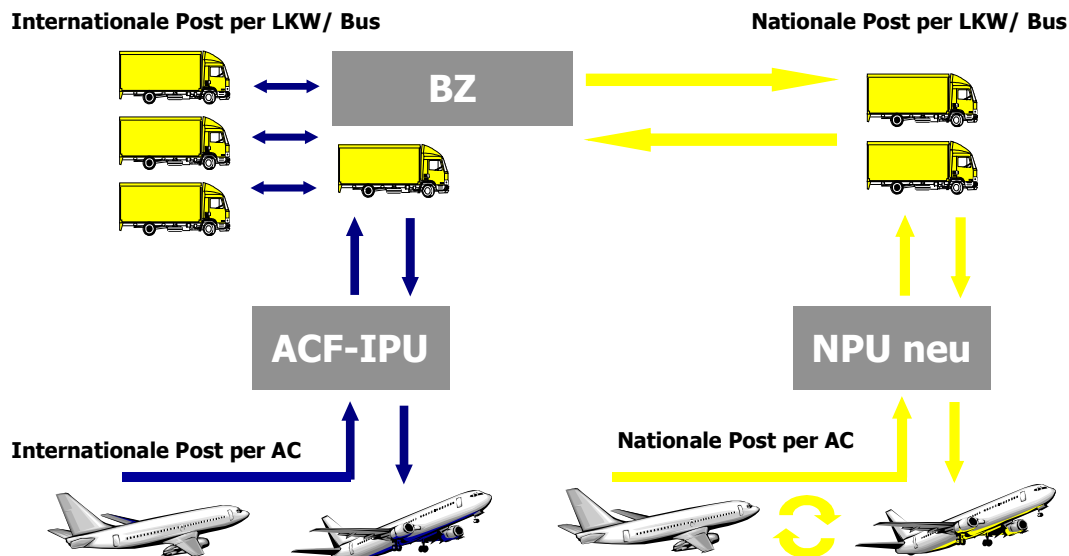 Internationale Post per LKW/ Bus
Nationale Post per LKW/ Bus
BZ
ACF-IPU
NPU neu
Internationale Post per AC
Nationale Post per AC